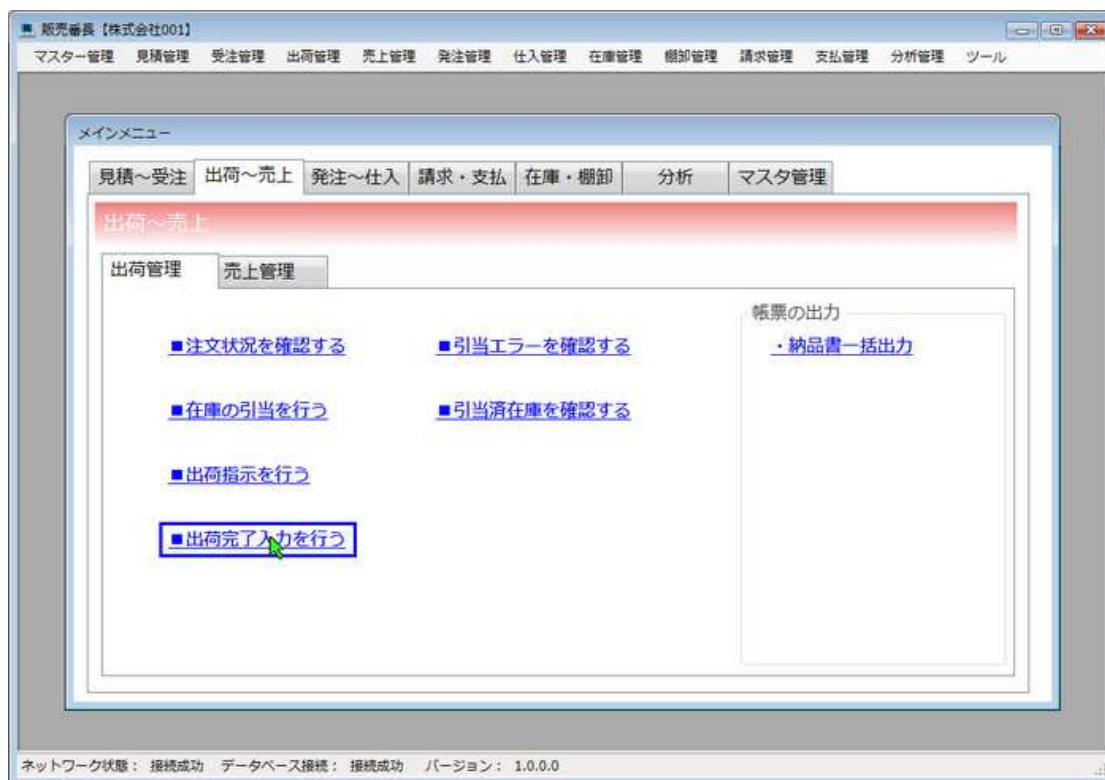 販売番長【株式会社001】
マスター管理 見積管理 受注管理 出荷管理 売上管理 発注管理 仕入管理 在庫管理 棚卸管理 請求管理 支払管理 分析管理 ツール
メインメニュー
見積～受注 出荷～売上 発注～仕入 請求・支払 在庫・棚卸 分析 マスタ管理
出荷～売上
出荷管理 売上管理
帳票の出力
■注文状況を確認する ■引当エラーを確認する ・納品書一括出力
■在庫の引当を行う ■引当済在庫を確認する
■出荷指示を行う
■出荷完了入力を行う
ネットワーク状態： 接続成功 データベース接続： 接続成功 バージョン： 1.0.0.0